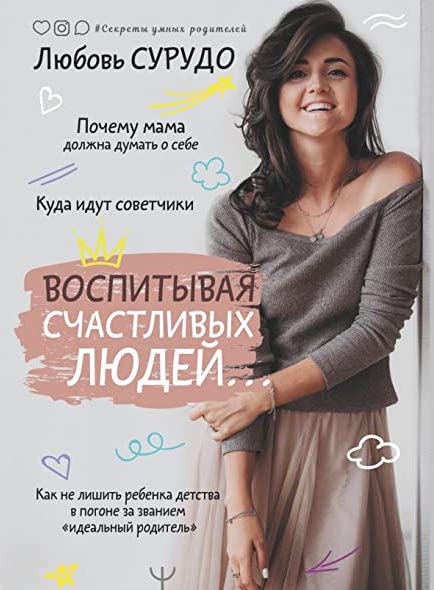 #Секреты умных родителей
Любовь СУРУДО
Почему мама
должна думать о себе
Куда идут советчики
ВОСПИТЫВАЯ
СЧАСТЛИВЫХ
ЛЮДЕЙ...
Как не лишить ребенка детства
в погоне за званием
«идеальный родитель»